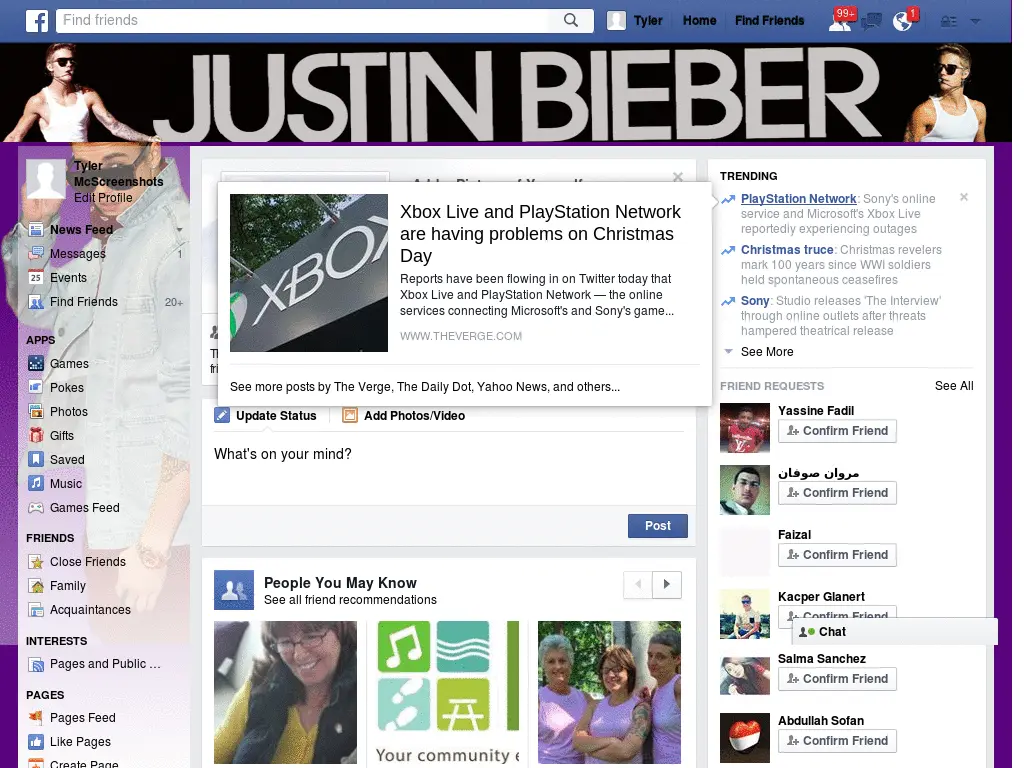 Find friends
Tyler
Home
Find Friends
99+
1
JUSTIN BIEBER
Tyler
McScreenshots
Edit Profile
News Feed
Messages
1
25
Events
Find Friends
20+
APPS
Games
Pokes
Photos
Gifts
Saved
Music
Games Feed
FRIENDS
Close Friends
Family
Acquaintances
INTERESTS
Pages and Public ...
PAGES
Pages Feed
Like Pages
Create Page
XBOX
Xbox Live and PlayStation Network
are having problems on Christmas
Day
Reports have been flowing in on Twitter today that
Xbox Live and PlayStation Network — the online
services connecting Microsoft's and Sony's game...
WWW.THEVERGE.COM
See more posts by The Verge, The Daily Dot, Yahoo News, and others...
Update Status
Add Photos/Video
What's on your mind?
Post
People You May Know
See all friend recommendations
Your community
TRENDING
PlayStation Network: Sony's online
service and Microsoft's Xbox Live
reportedly experiencing outages
Christmas truce: Christmas revelers
mark 100 years since WWI soldiers
held spontaneous ceasefires
Sony: Studio releases 'The Interview'
through online outlets after threats
hampered theatrical release
See More
FRIEND REQUESTS
See All
Yassine Fadil
Confirm Friend
مروان صوفان
Confirm Friend
Faizal
Confirm Friend
Kacper Glanert
Confirm Friend
Chat
Salma Sanchez
Confirm Friend
Abdullah Sofan
Confirm Friend